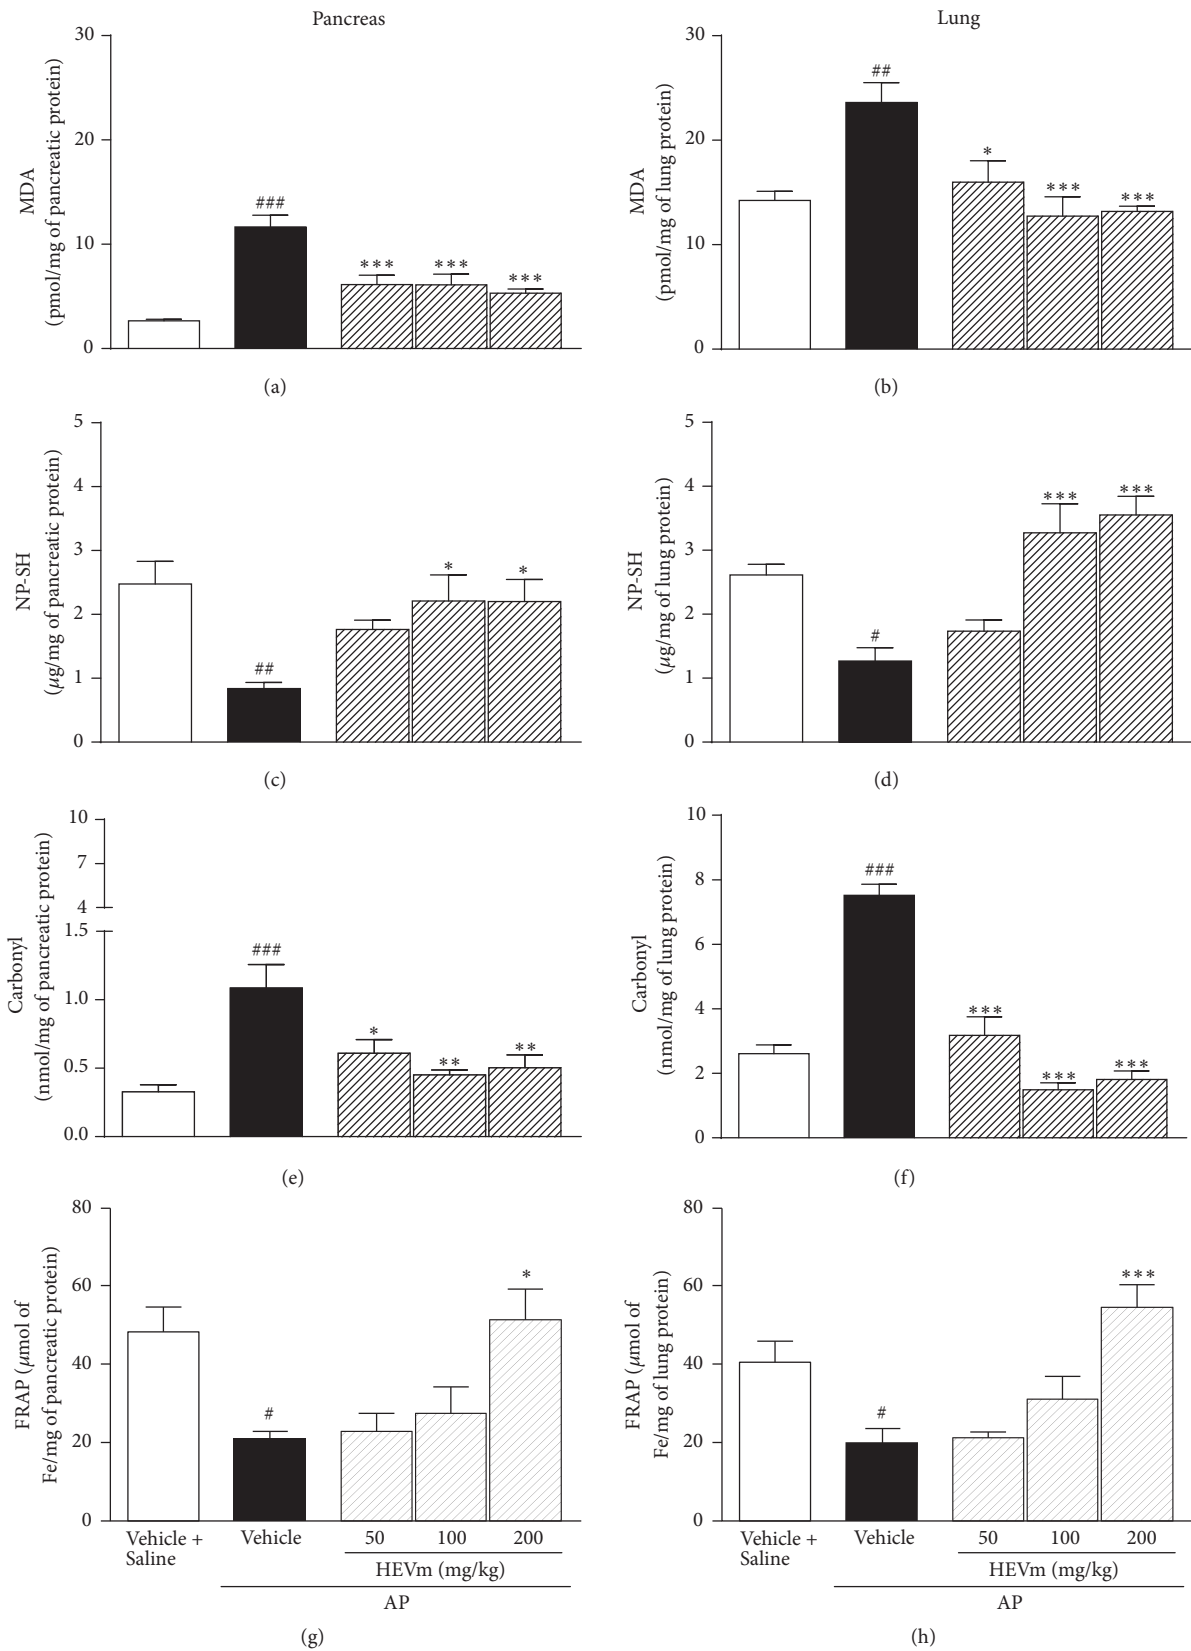 Pancreas
MDA
(pmol/mg of pancreatic protein)
30
20
10
0
###
***
***
***
(a)
Lung
MDA
(pmol/mg of lung protein)
30
20
10
0
##
*
***
***
(b)
NP-SH
(μg/mg of pancreatic protein)
5
4
3
2
1
0
##
*
*
(c)
NP-SH
(μg/mg of lung protein)
5
4
3
2
1
0
#
***
***
(d)
Carbonyl
(nmol/mg of pancreatic protein)
10
7
4
1.5
1.0
0.5
0.0
###
*
**
**
(e)
Carbonyl
(nmol/mg of lung protein)
10
8
6
4
2
0
###
***
***
***
(f)
FRAP (μmol of
Fe/mg of pancreatic protein)
80
60
40
20
0
#
*
Vehicle +
Saline
Vehicle
50
100
200
HEVm (mg/kg)
AP
(g)
FRAP (μmol of
Fe/mg of lung protein)
80
60
40
20
0
#
***
Vehicle +
Saline
Vehicle
50
100
200
HEVm (mg/kg)
AP
(h)